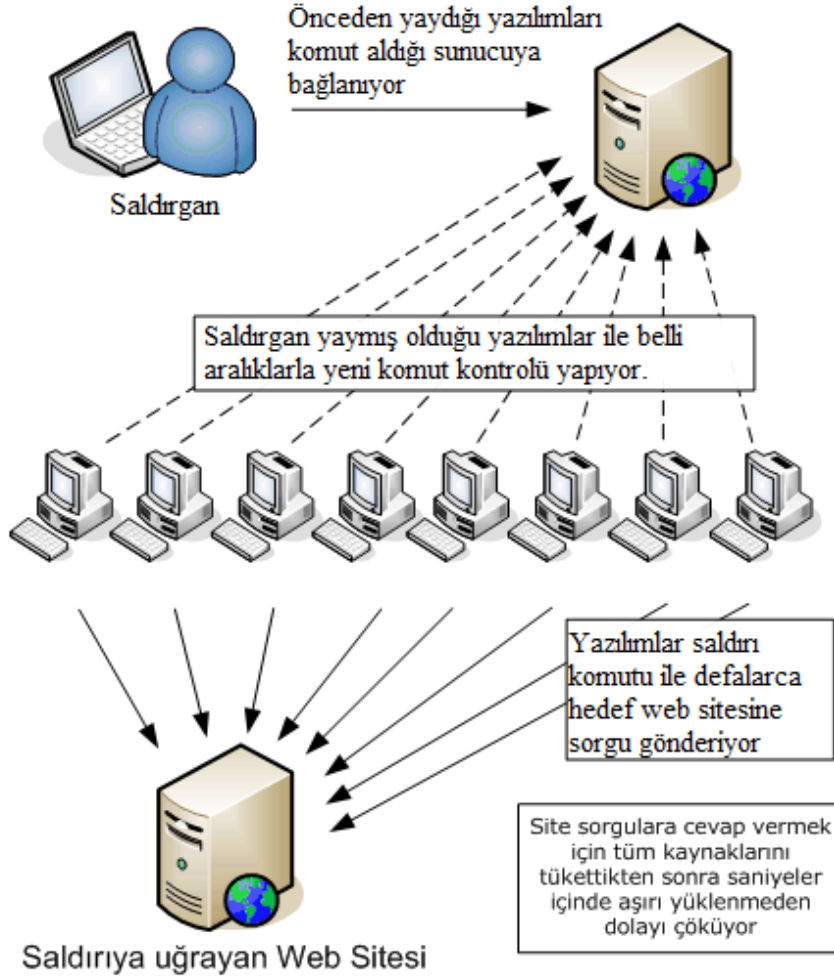 Önceden yaydığı yazılımları
komut aldığı sunucuya
bağlanıyor
Saldırgan
Saldırgan yaymış olduğu yazılımlar ile belli
aralıklarla yeni komut kontrolü yapıyor.
Yazılımlar saldırı
komutu ile defalarca
hedef web sitesine
sorgu gönderiyor
Site sorgulara cevap vermek
için tüm kaynaklarını
tükettikten sonra saniyeler
içinde aşırı yüklenmeden
dolayı çöküyor
Saldırıya uğrayan Web Sitesi